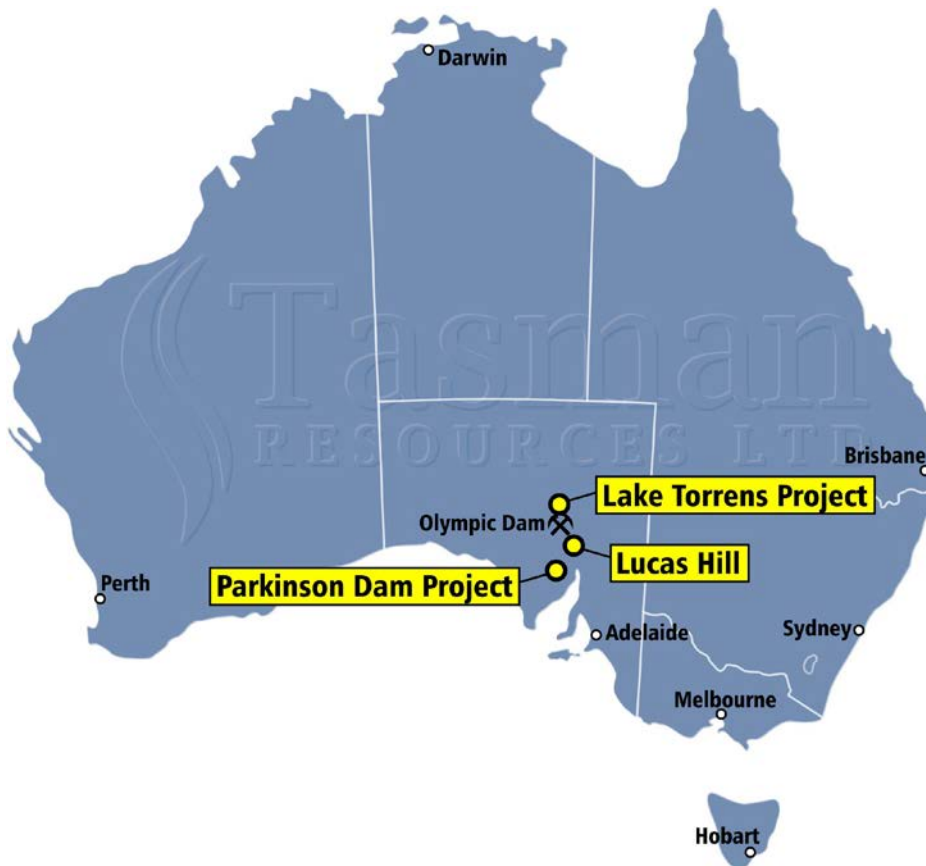 Darwin
Tasman
RESOURCES LTD
Brisbane
Lake Torrens Project
Olympic Dam
Lucas Hill
Parkinson Dam Project
Perth
Adelaide
Sydney
Melbourne
Hobart